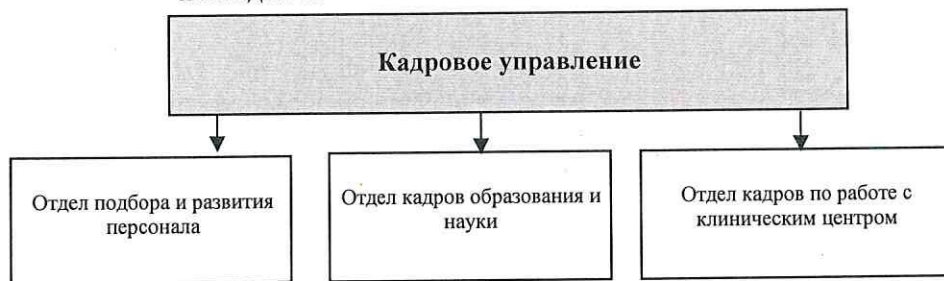 Кадровое управление
Отдел подбора и развития
персонала
Отдел кадров образования и
науки
Отдел кадров по работе с
клиническим центром